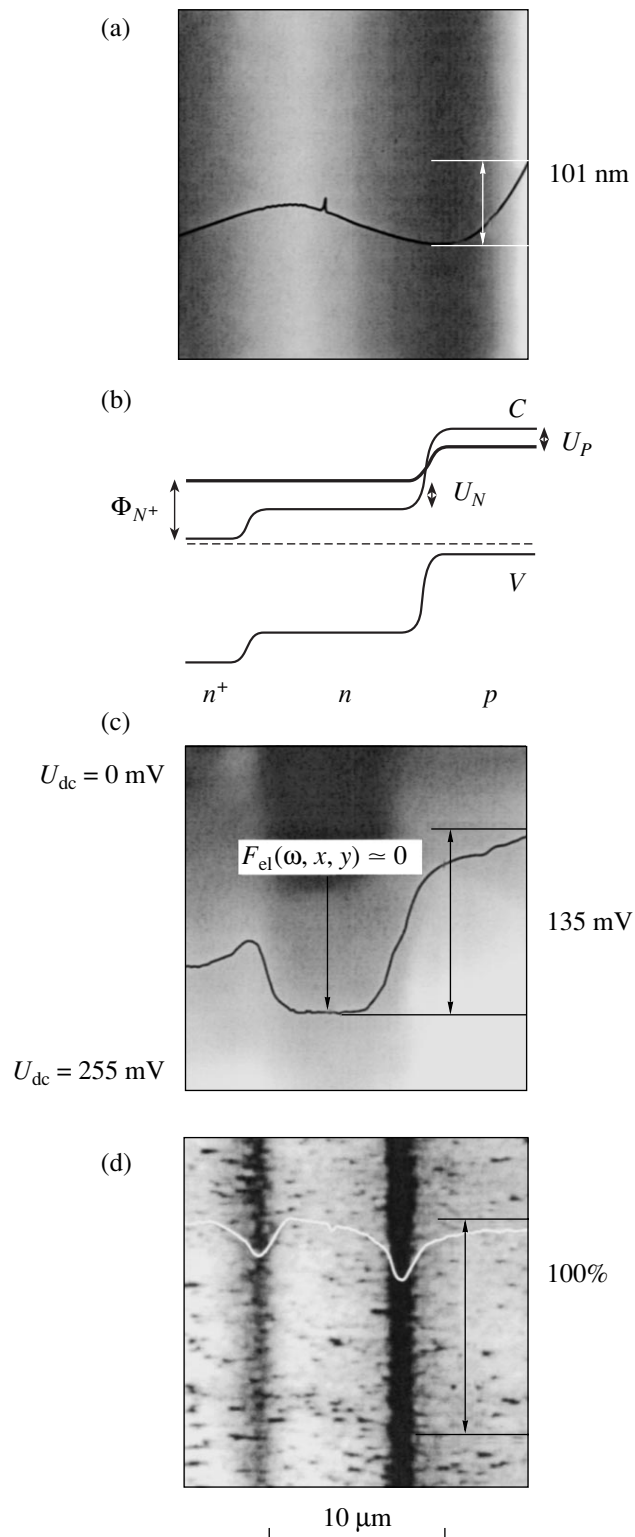 (a)
101 nm
(b)
C
U_P
Φ_N⁺
U_N
V
n⁺ n p
(c)
U_dc = 0 mV
F_el(ω, x, y) ≃ 0
135 mV
U_dc = 255 mV
(d)
100%
10 μm